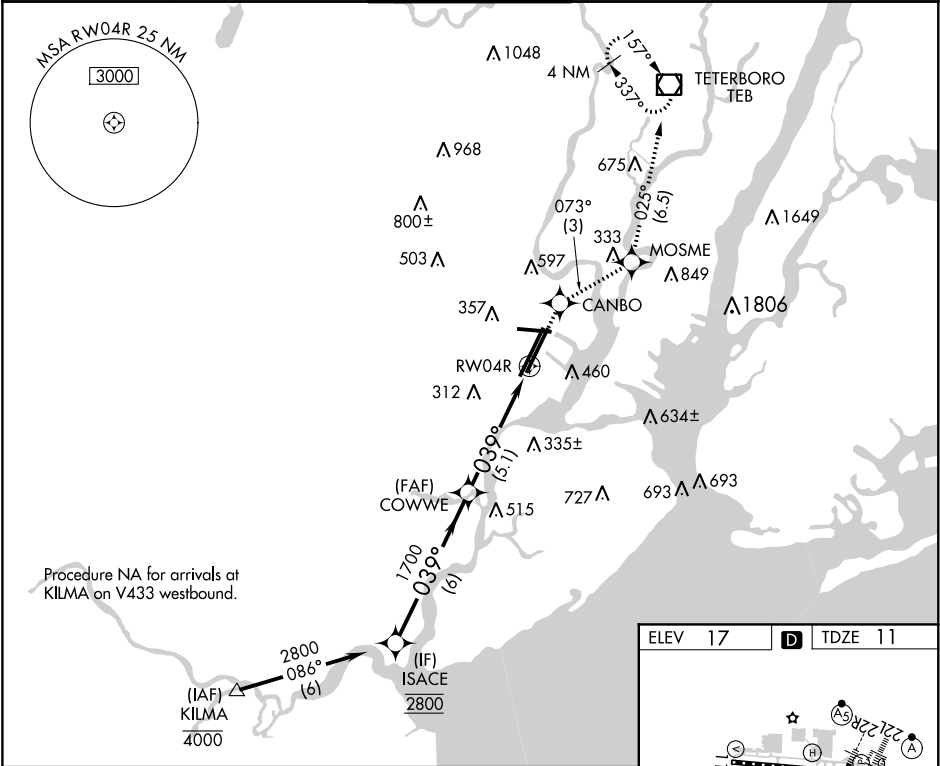 MSA RW04R 25 NM
3000
1048
4 NM
157°
337°
TETERBORO
TEB
968
675
025°
(6.5)
800±
073°
(3)
1649
503
597
333
MOSME
849
357
CANBO
1806
RW04R
460
312
634±
039°
(5.1)
335±
(FAF)
COWWE
515
727
693
693
1700
039°
(6)
Procedure NA for arrivals at
KILMA on V433 westbound.
2800
086°
(6)
(IF)
ISACE
2800
(IAF)
KILMA
4000
ELEV 17
D
TDZE 11
A5
22R
22L
A
H
V